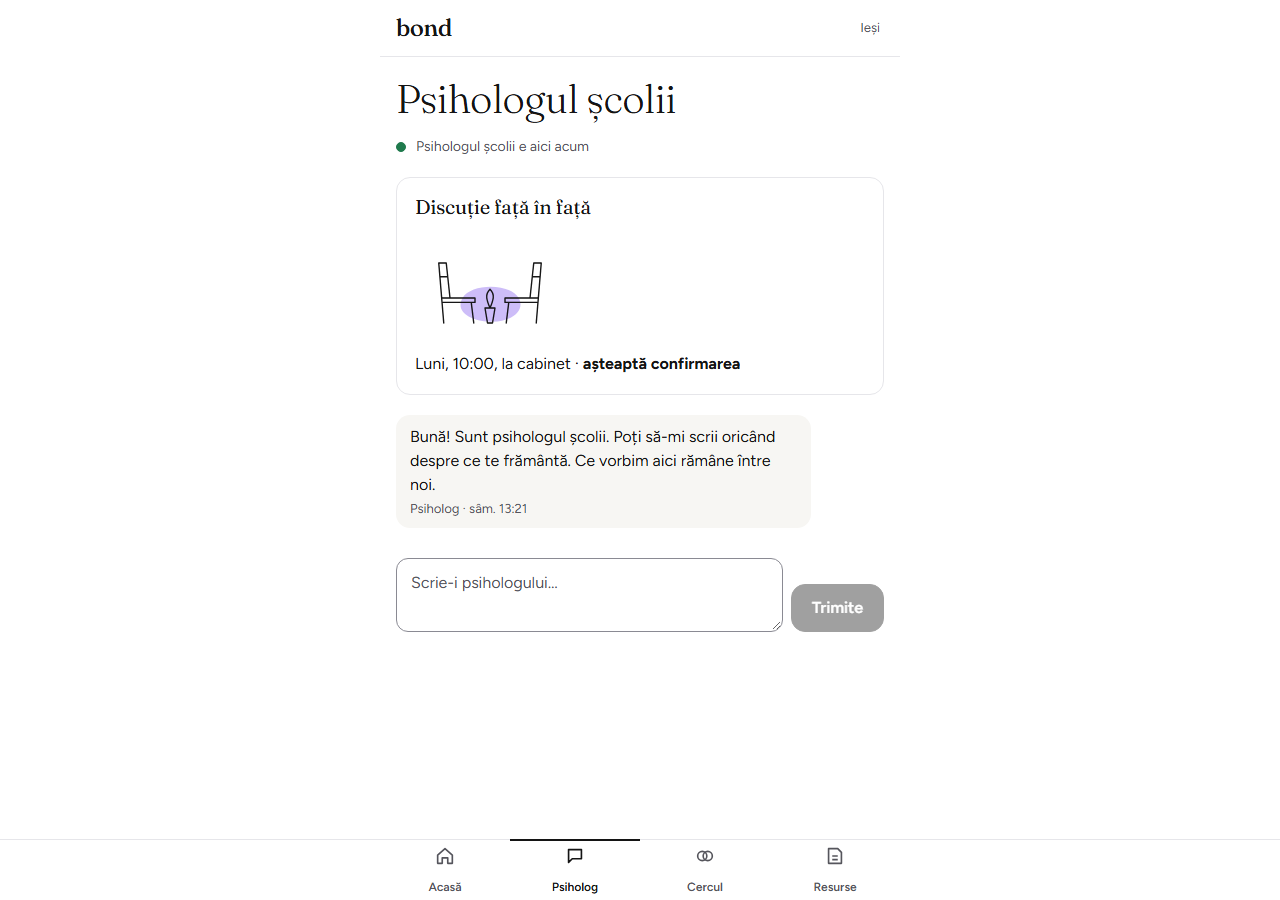 bond
Ieși
Psihologul școlii
Psihologul școlii e aici acum
Discuție față în față
Luni, 10:00, la cabinet · așteaptă confirmarea
Bună! Sunt psihologul școlii. Poți să-mi scrii oricând
despre ce te frământă. Ce vorbim aici rămâne între
noi.
Psiholog · sâm. 13:21
Scrie-i psihologului…
Trimite
Acasă
Psiholog
Cercul
Resurse